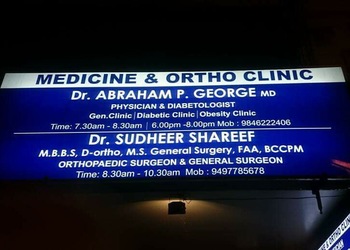 MEDICINE & ORTHO CLINIC
Dr. ABRAHAM P. GEORGE MD
PHYSICIAN & DIABETOLOGIST
Gen.Clinic | Diabetic Clinic | Obesity Clinic
Time: 7.30am - 8.30am | 6.00pm -8.00pm Mob : 9846222406
Dr. SUDHEER SHAREEF
M.B.B.S, D-ortho, M.S. General Surgery, FAA, BCCPM
ORTHOPAEDIC SURGEON & GENERAL SURGEON
Time: 8.30am - 10.30am Mob : 9497785678
& ORTHO CLINIC